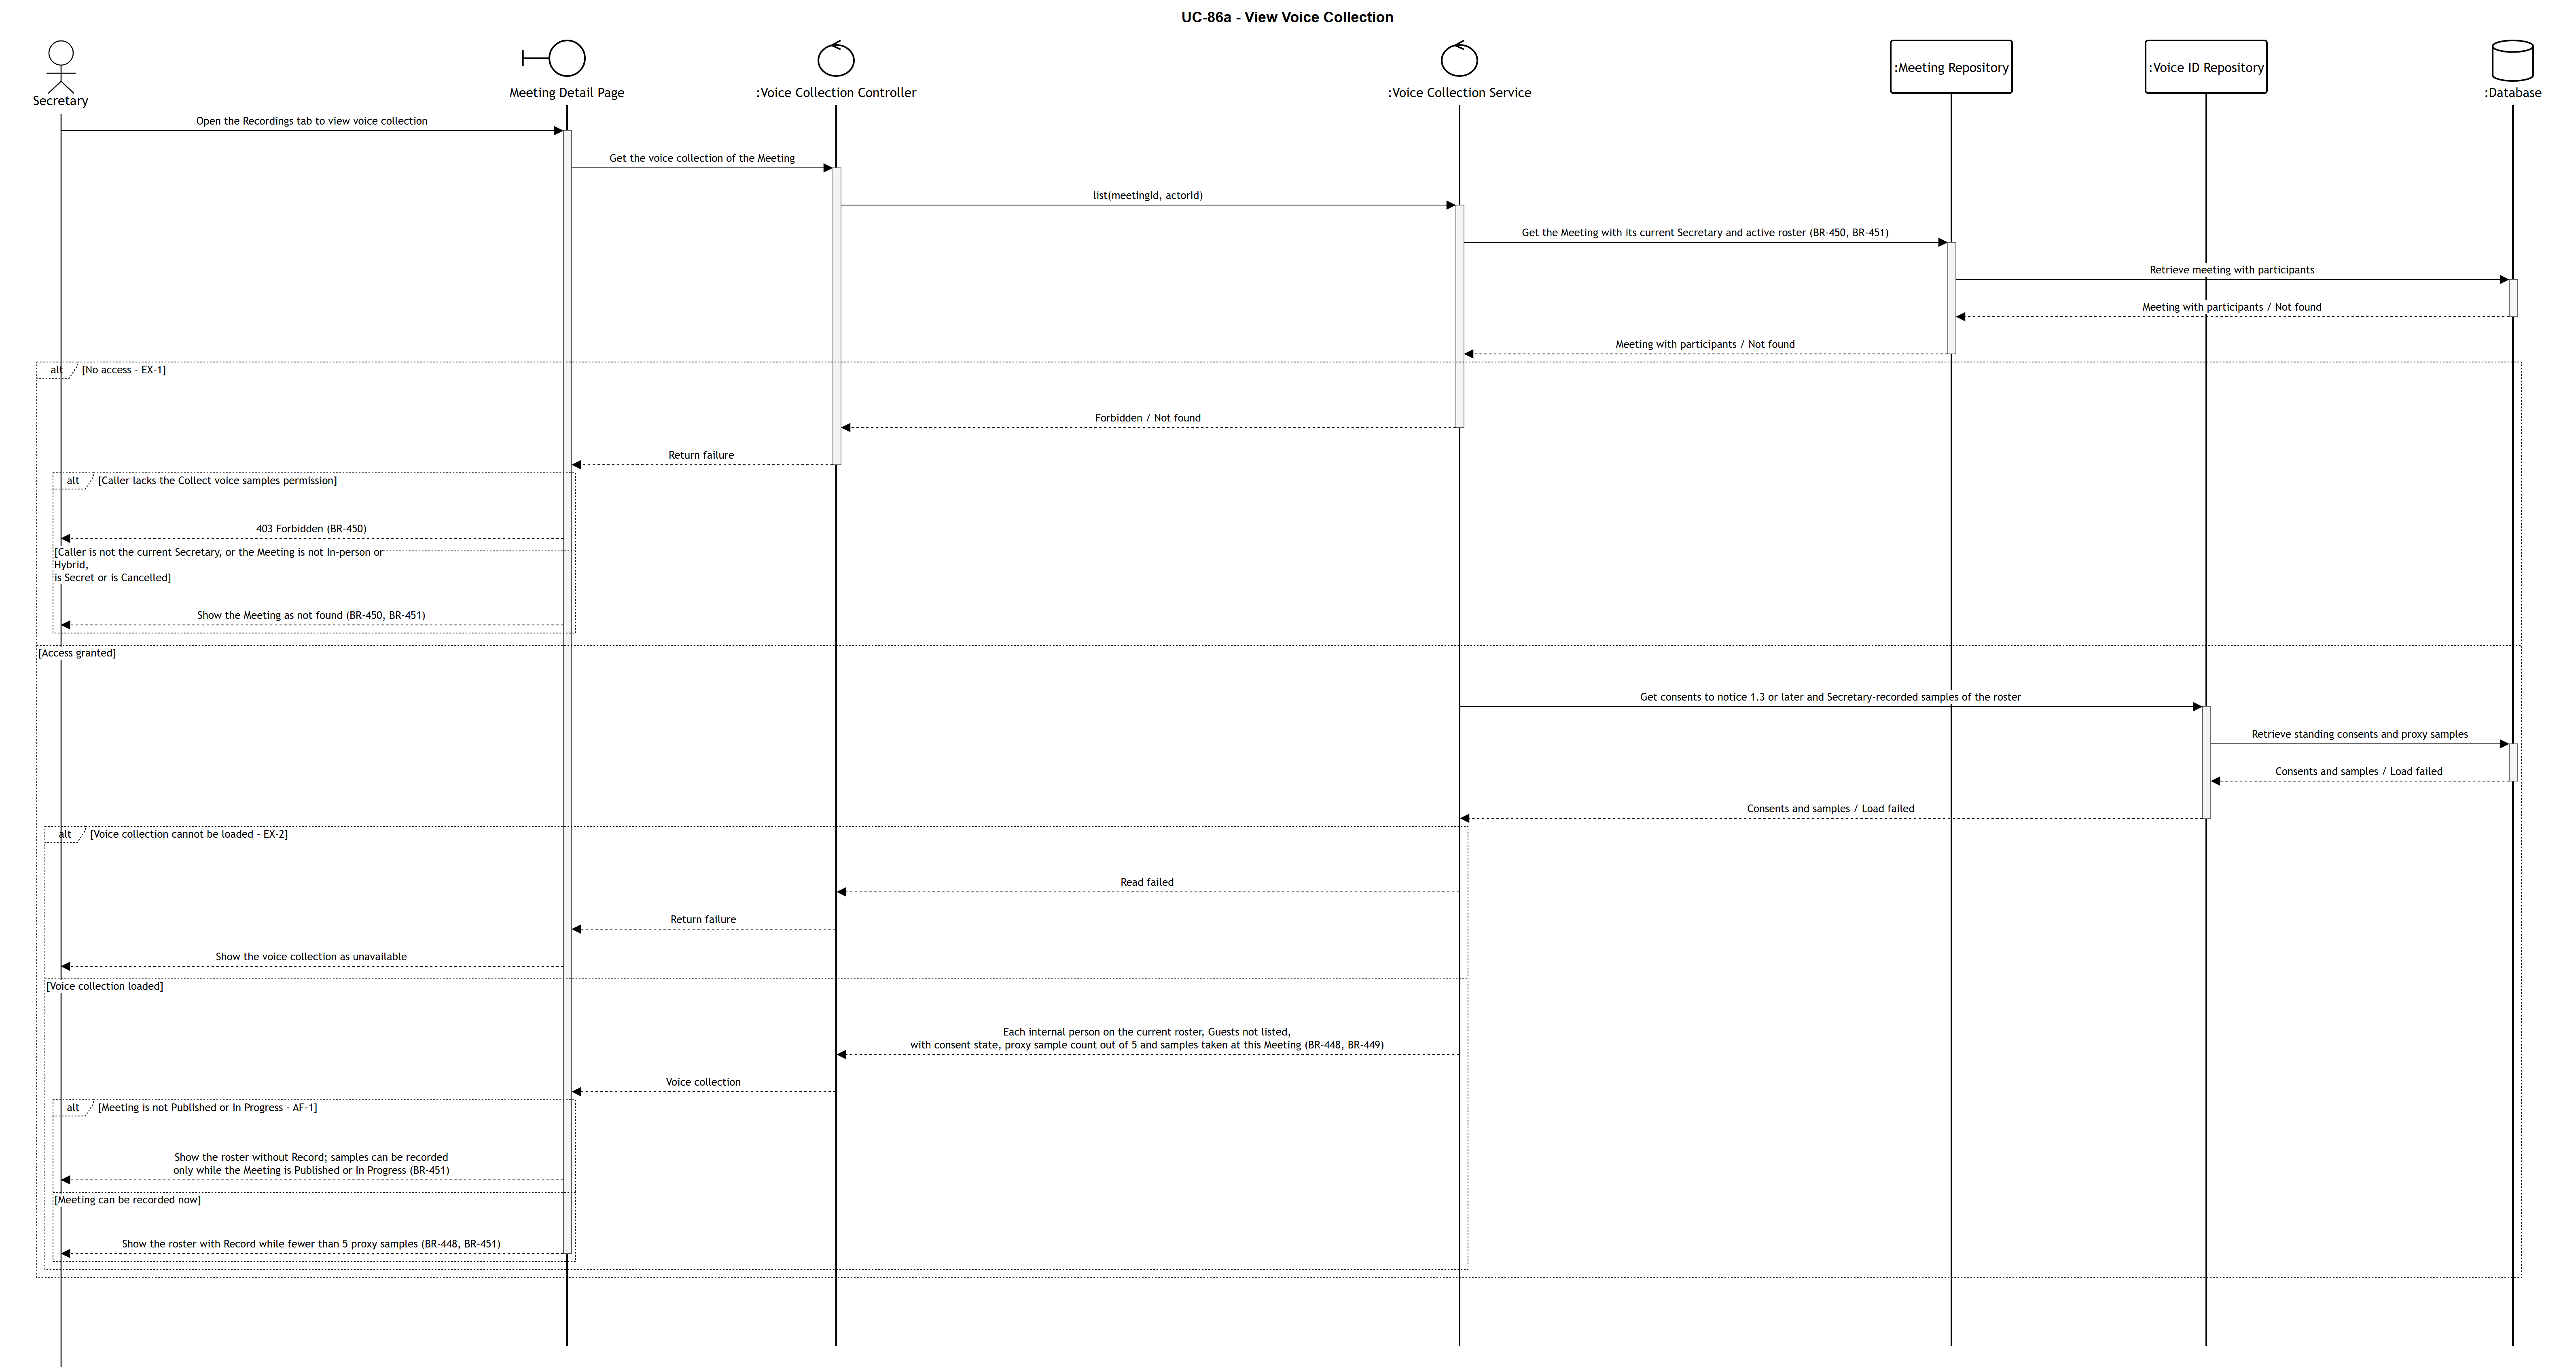 UC-86a - View Voice Collection
Secretary
Meeting Detail Page
:Voice Collection Controller
:Voice Collection Service
:Meeting Repository
:Voice ID Repository
:Database
Open the Recordings tab to view voice collection
Get the voice collection of the Meeting
list(meetingId, actorId)
Get the Meeting with its current Secretary and active roster (BR-450, BR-451)
Retrieve meeting with participants
Meeting with participants / Not found
Meeting with participants / Not found
alt [No access - EX-1]
Forbidden / Not found
Return failure
alt [Caller lacks the Collect voice samples permission]
403 Forbidden (BR-450)
[Caller is not the current Secretary, or the Meeting is not In-person or
Hybrid,
is Secret or is Cancelled]
Show the Meeting as not found (BR-450, BR-451)
[Access granted]
Get consents to notice 1.3 or later and Secretary-recorded samples of the roster
Retrieve standing consents and proxy samples
Consents and samples / Load failed
Consents and samples / Load failed
alt [Voice collection cannot be loaded - EX-2]
Read failed
Return failure
Show the voice collection as unavailable
[Voice collection loaded]
Each internal person on the current roster, Guests not listed,
with consent state, proxy sample count out of 5 and samples taken at this Meeting (BR-448, BR-449)
Voice collection
alt [Meeting is not Published or In Progress - AF-1]
Show the roster without Record; samples can be recorded
only while the Meeting is Published or In Progress (BR-451)
[Meeting can be recorded now]
Show the roster with Record while fewer than 5 proxy samples (BR-448, BR-451)